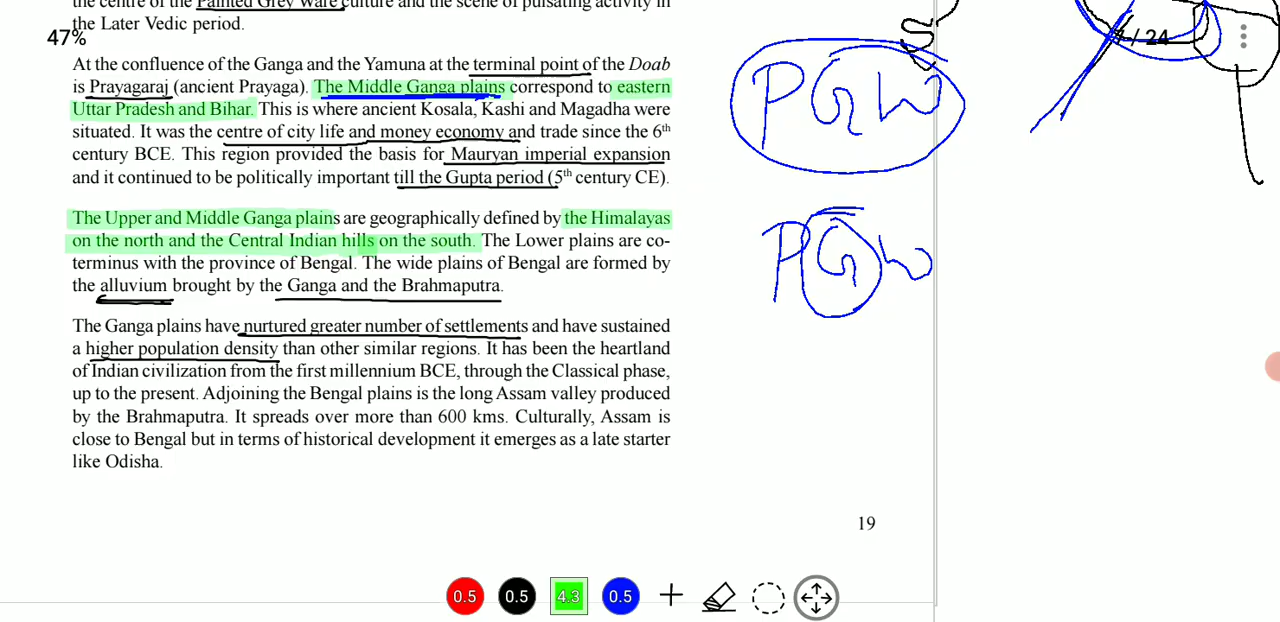 the centre of the Painted Grey Ware culture and the scene of pulsating activity in
the Later Vedic period.
47%
/ 24
At the confluence of the Ganga and the Yamuna at the terminal point of the Doab
is Prayagaraj (ancient Prayaga). The Middle Ganga plains correspond to eastern
Uttar Pradesh and Bihar. This is where ancient Kosala, Kashi and Magadha were
situated. It was the centre of city life and money economy and trade since the 6th
century BCE. This region provided the basis for Mauryan imperial expansion
and it continued to be politically important till the Gupta period (5th century CE).
PGW
The Upper and Middle Ganga plains are geographically defined by the Himalayas
on the north and the Central Indian hills on the south. The Lower plains are co-
terminus with the province of Bengal. The wide plains of Bengal are formed by
the alluvium brought by the Ganga and the Brahmaputra.
PGW
The Ganga plains have nurtured greater number of settlements and have sustained
a higher population density than other similar regions. It has been the heartland
of Indian civilization from the first millennium BCE, through the Classical phase,
up to the present. Adjoining the Bengal plains is the long Assam valley produced
by the Brahmaputra. It spreads over more than 600 kms. Culturally, Assam is
close to Bengal but in terms of historical development it emerges as a late starter
like Odisha.
19
0.5 0.5 4.3 0.5